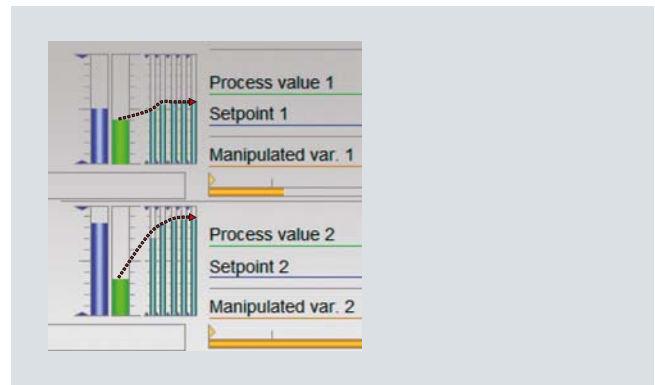 Process value 1
Setpoint 1
Manipulated var. 1
Process value 2
Setpoint 2
Manipulated var. 2